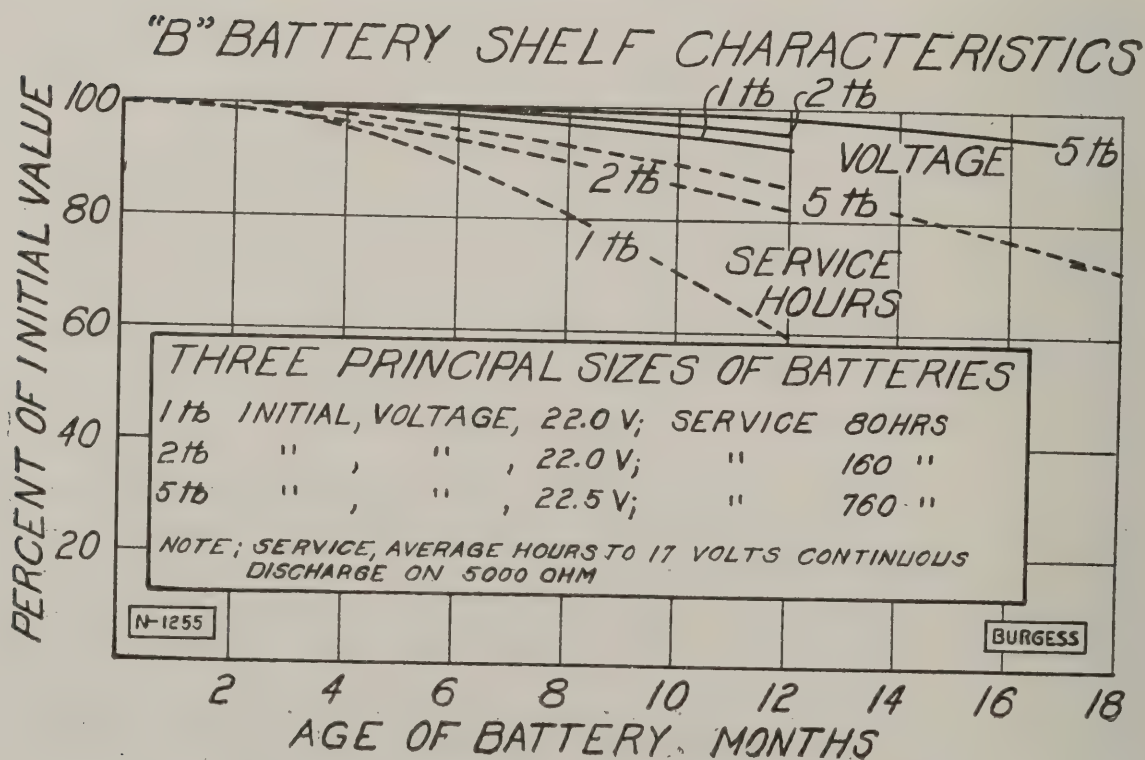 "B" BATTERY SHELF CHARACTERISTICS
PERCENT OF INITIAL VALUE
100
80
60
40
20
1 lb
2 lb
5 lb
VOLTAGE
2 lb
5 lb
1 lb
SERVICE
HOURS
THREE PRINCIPAL SIZES OF BATTERIES
1 lb INITIAL, VOLTAGE, 22.0 V; SERVICE 80 HRS
2 lb " , " , 22.0 V; " 160 "
5 lb " , " , 22.5 V; " 760 "
NOTE; SERVICE, AVERAGE HOURS TO 17 VOLTS CONTINUOUS
DISCHARGE ON 5000 OHM
N-1255
BURGESS
2 4 6 8 10 12 14 16 18
AGE OF BATTERY. MONTHS